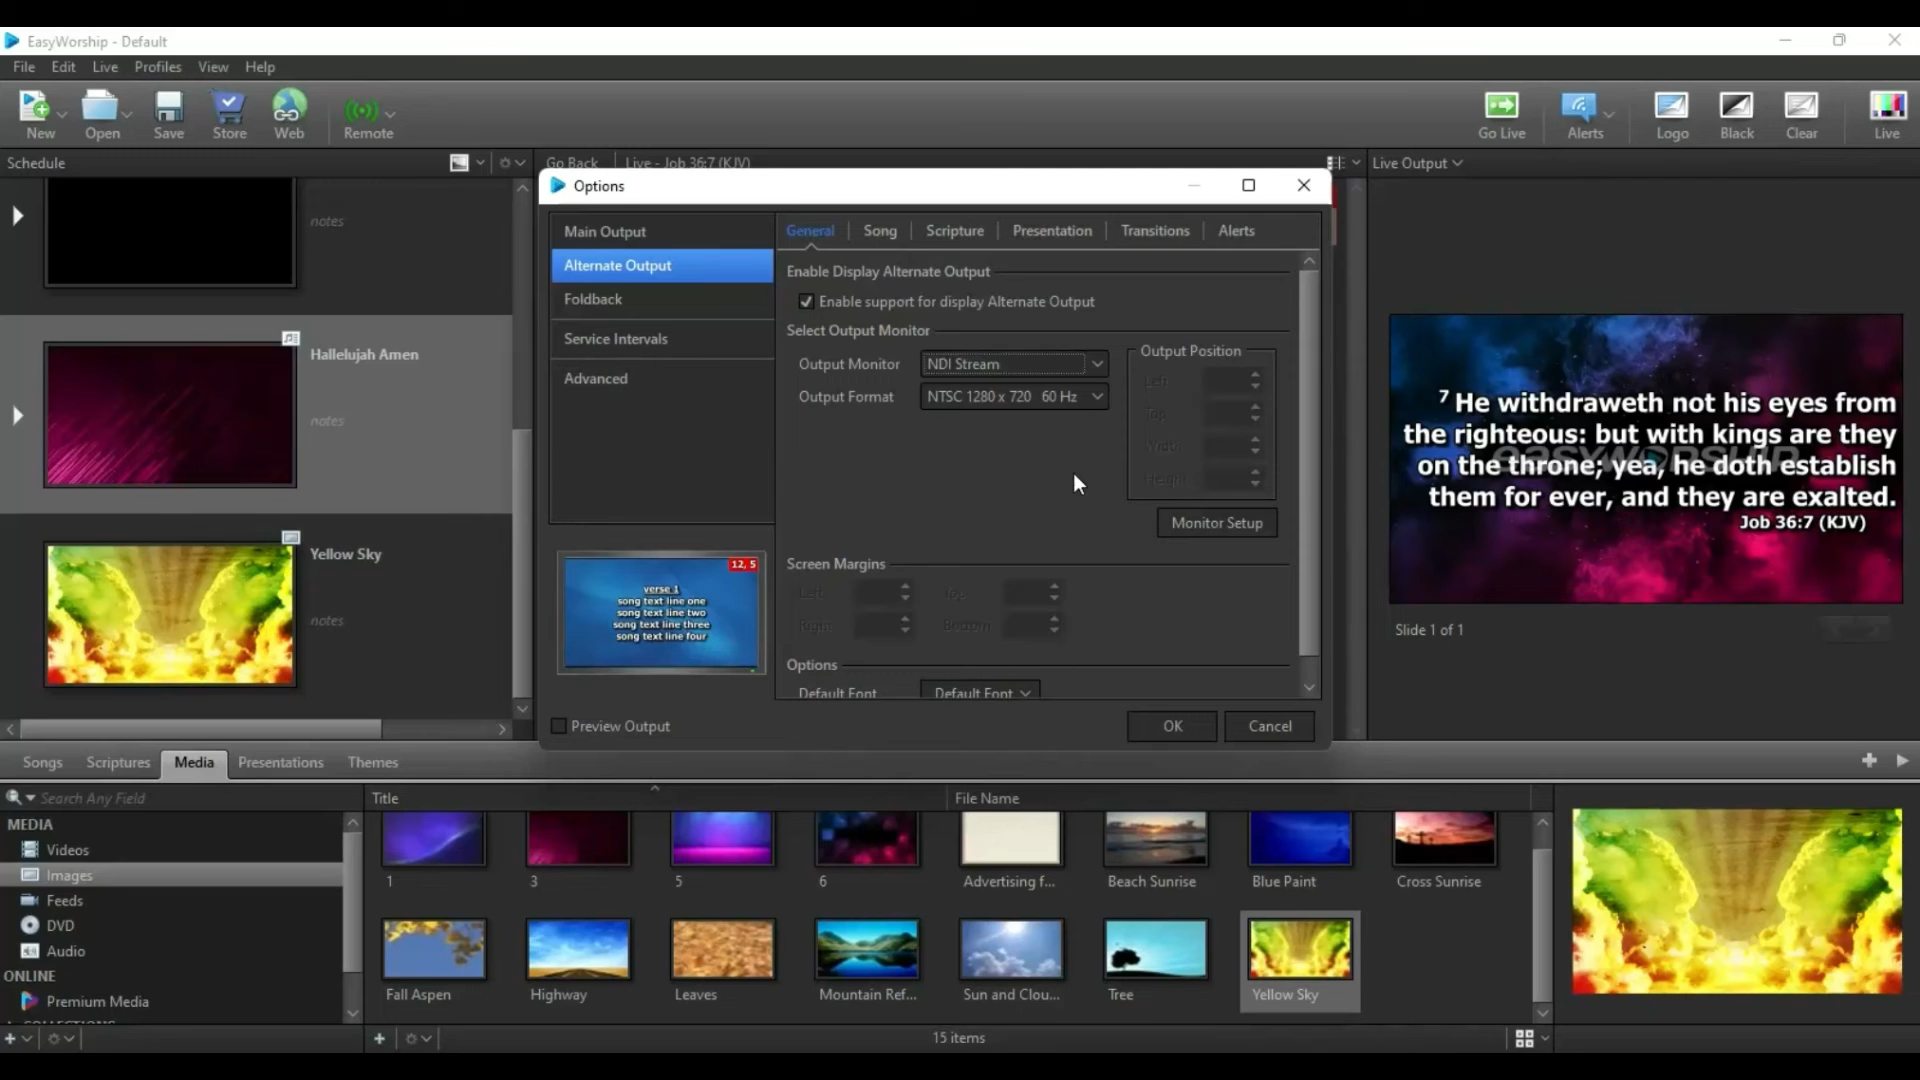 EasyWorship - Default
File Edit Live Profiles View Help
New Open Save Store Web Remote Go Live Alerts Logo Black Clear Live
Schedule
Go Back Live - Job 36:7 (KJV)
Live Output
notes
Hallelujah Amen
notes
Yellow Sky
notes
Options
Main Output
Alternate Output
Foldback
Service Intervals
Advanced
General Song Scripture Presentation Transitions Alerts
Enable Display Alternate Output
Enable support for display Alternate Output
Select Output Monitor
Output Monitor NDI Stream
Output Format NTSC 1280 x 720 60 Hz
Output Position
Left
Top
Width
Height
Monitor Setup
Screen Margins
Left Top
Right Bottom
Options
Default Font Default Font
12, 5
verse 1
song text line one
song text line two
song text line three
song text line four
Preview Output
OK Cancel
7 He withdraweth not his eyes from
the righteous: but with kings are they
on the throne; yea, he doth establish
them for ever, and they are exalted.
Job 36:7 (KJV)
Slide 1 of 1
Songs Scriptures Media Presentations Themes
Search Any Field
MEDIA
Videos
Images
Feeds
DVD
Audio
ONLINE
Premium Media
Title File Name
1 3 5 6 Advertising f... Beach Sunrise Blue Paint Cross Sunrise
Fall Aspen Highway Leaves Mountain Ref... Sun and Clou... Tree Yellow Sky
15 items